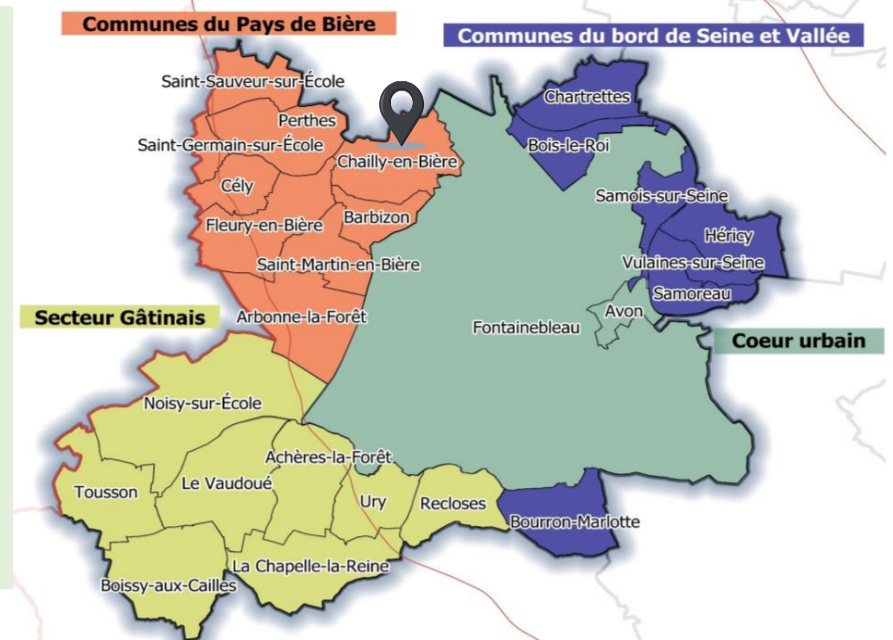 Communes du Pays de Bière
Communes du bord de Seine et Vallée
Saint-Sauveur-sur-École
Perthes
Saint-Germain-sur-École
Chailly-en-Bière
Cély
Fleury-en-Bière
Barbizon
Saint-Martin-en-Bière
Arbonne-la-Forêt
Chartrettes
Bois-le-Roi
Samois-sur-Seine
Héricy
Vulaines-sur-Seine
Samoreau
Avon
Fontainebleau
Coeur urbain
Secteur Gâtinais
Noisy-sur-École
Achères-la-Forêt
Tousson
Le Vaudoué
Ury
Recloses
Bourron-Marlotte
La Chapelle-la-Reine
Boissy-aux-Cailles